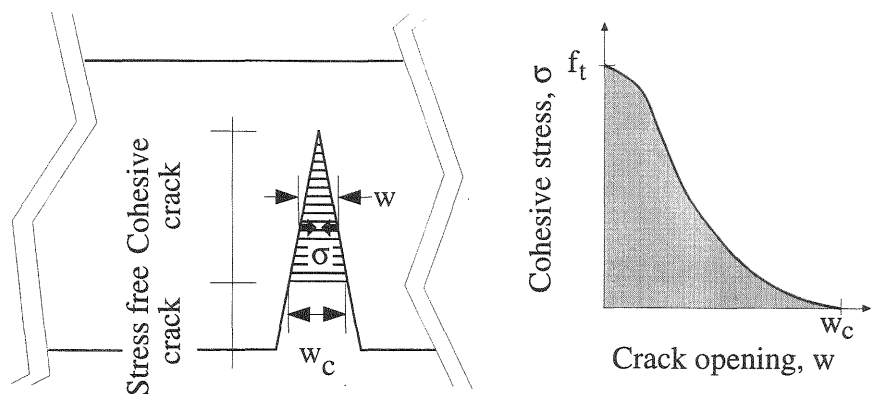 Stress free Cohesive
crack crack
w
σ
w_c
Cohesive stress, σ
f_t
w_c
Crack opening, w